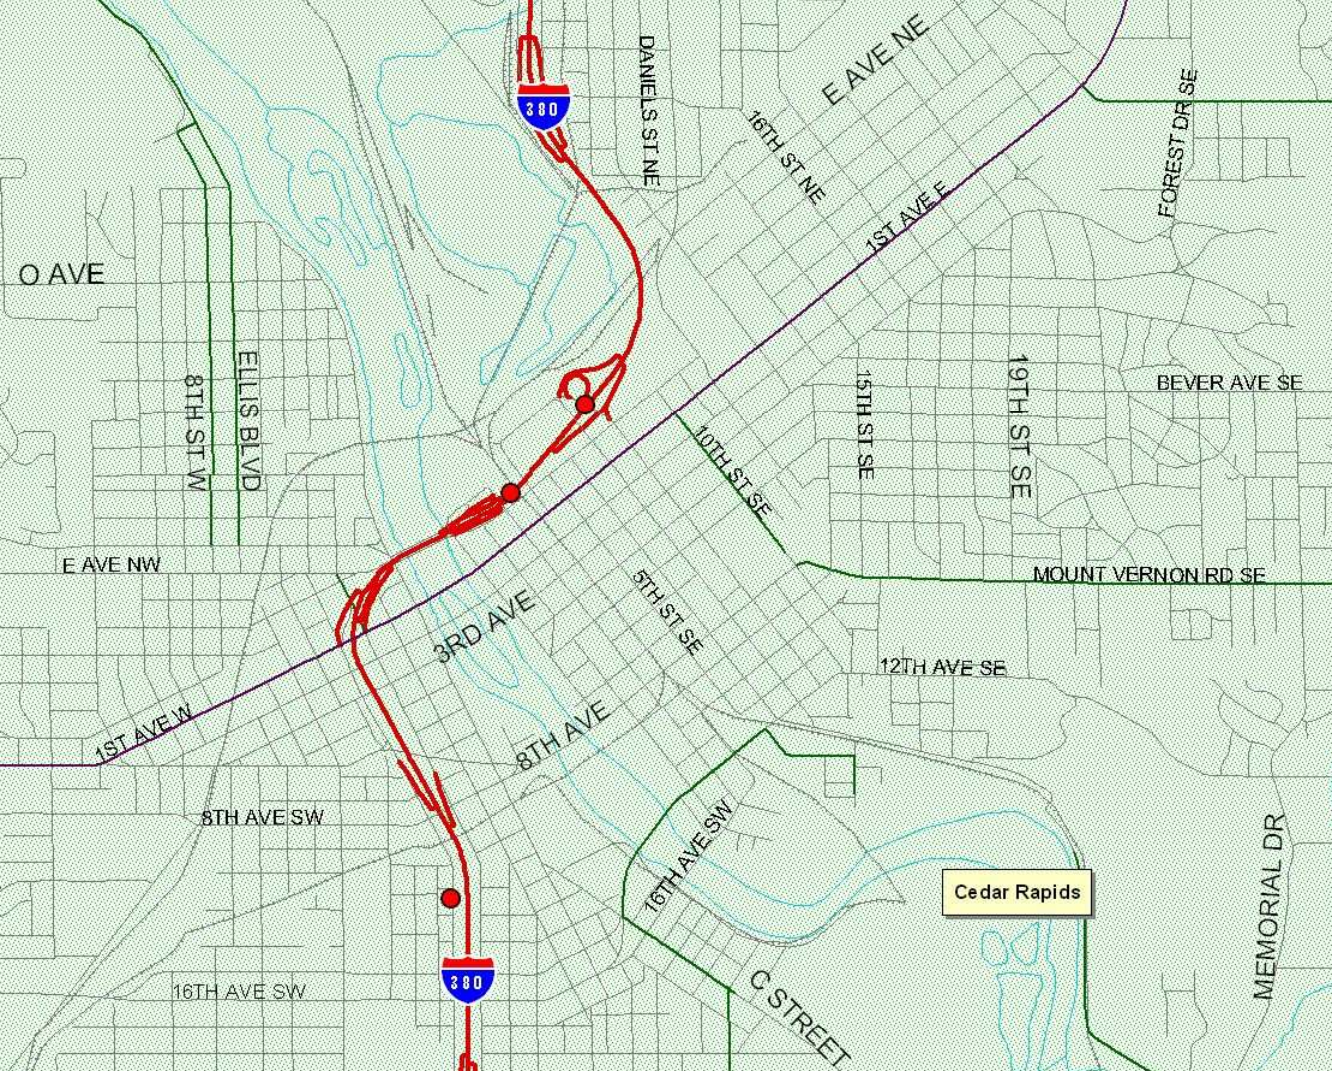 380
DANIELS ST NE
E AVE NE
16TH ST NE
FOREST DR SE
1ST AVE E
O AVE
8TH ST W
ELLIS BLVD
10TH ST SE
15TH ST SE
19TH ST SE
BEVER AVE SE
E AVE NW
MOUNT VERNON RD SE
3RD AVE
5TH ST SE
12TH AVE SE
1ST AVE W
8TH AVE
8TH AVE SW
16TH AVE SW
Cedar Rapids
MEMORIAL DR
380
16TH AVE SW
C STREET